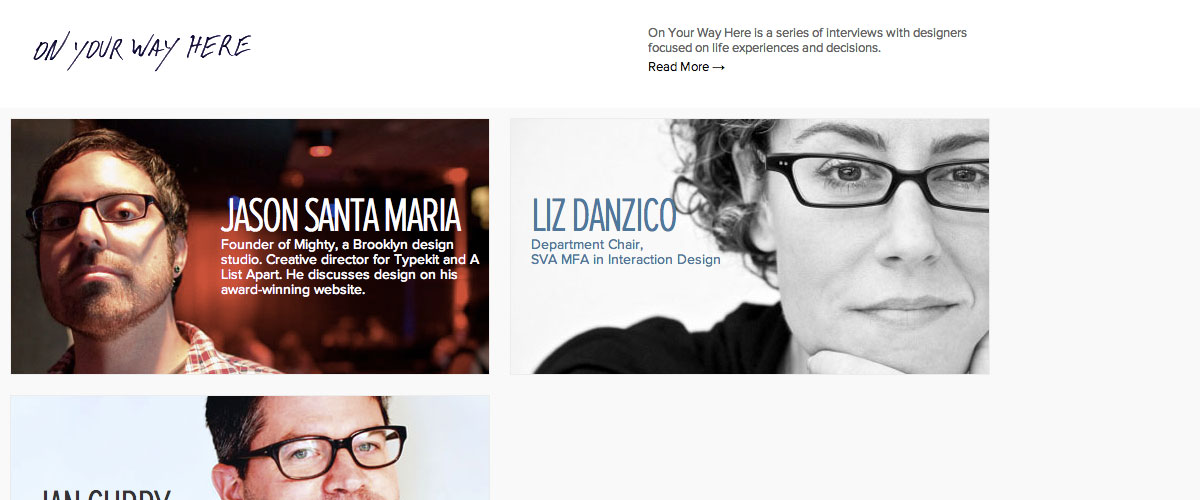 ON YOUR WAY HERE
On Your Way Here is a series of interviews with designers
focused on life experiences and decisions.
Read More →
JASON SANTA MARIA
Founder of Mighty, a Brooklyn design
studio. Creative director for Typekit and A
List Apart. He discusses design on his
award-winning website.
LIZ DANZICO
Department Chair,
SVA MFA in Interaction Design